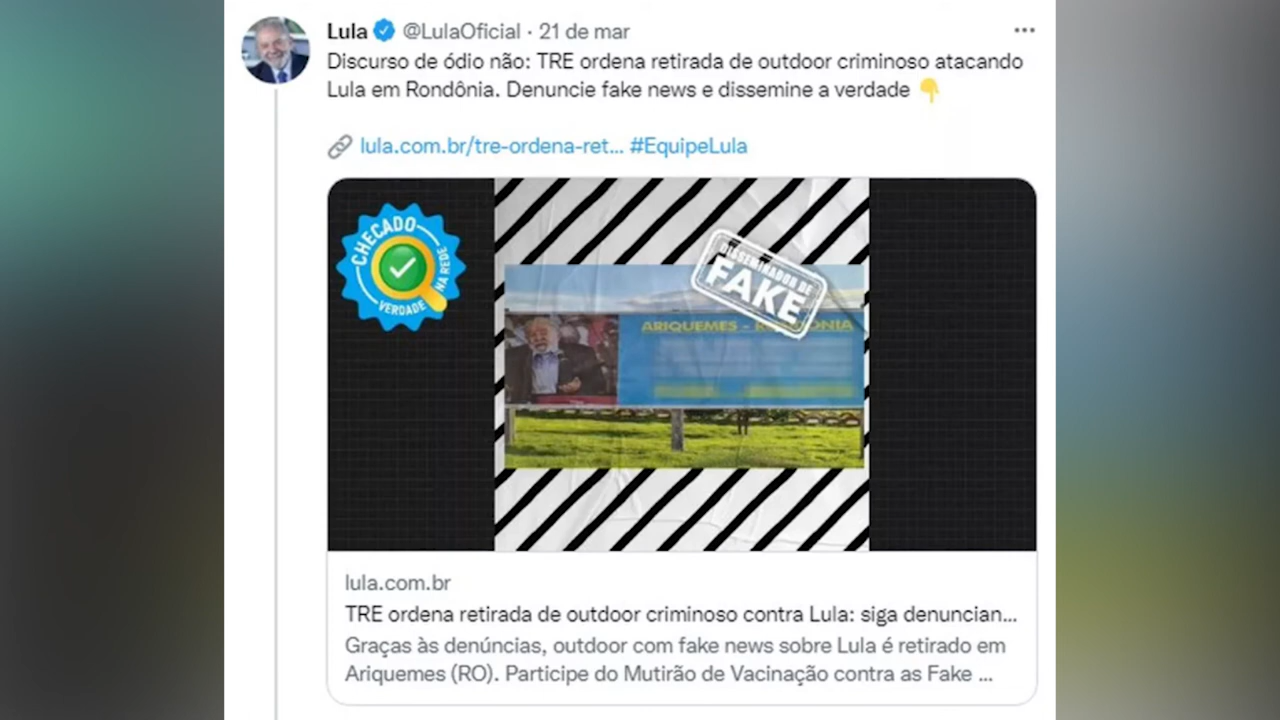 Lula @LulaOficial · 21 de mar
Discurso de ódio não: TRE ordena retirada de outdoor criminoso atacando
Lula em Rondônia. Denuncie fake news e dissemine a verdade
lula.com.br/tre-ordena-ret... #EquipeLula
CHECADO
VERDADE
NA REDE
DISSEMINADOR DE
FAKE
ARIQUEMES - R NIA
lula.com.br
TRE ordena retirada de outdoor criminoso contra Lula: siga denuncian...
Graças às denúncias, outdoor com fake news sobre Lula é retirado em
Ariquemes (RO). Participe do Mutirão de Vacinação contra as Fake ...